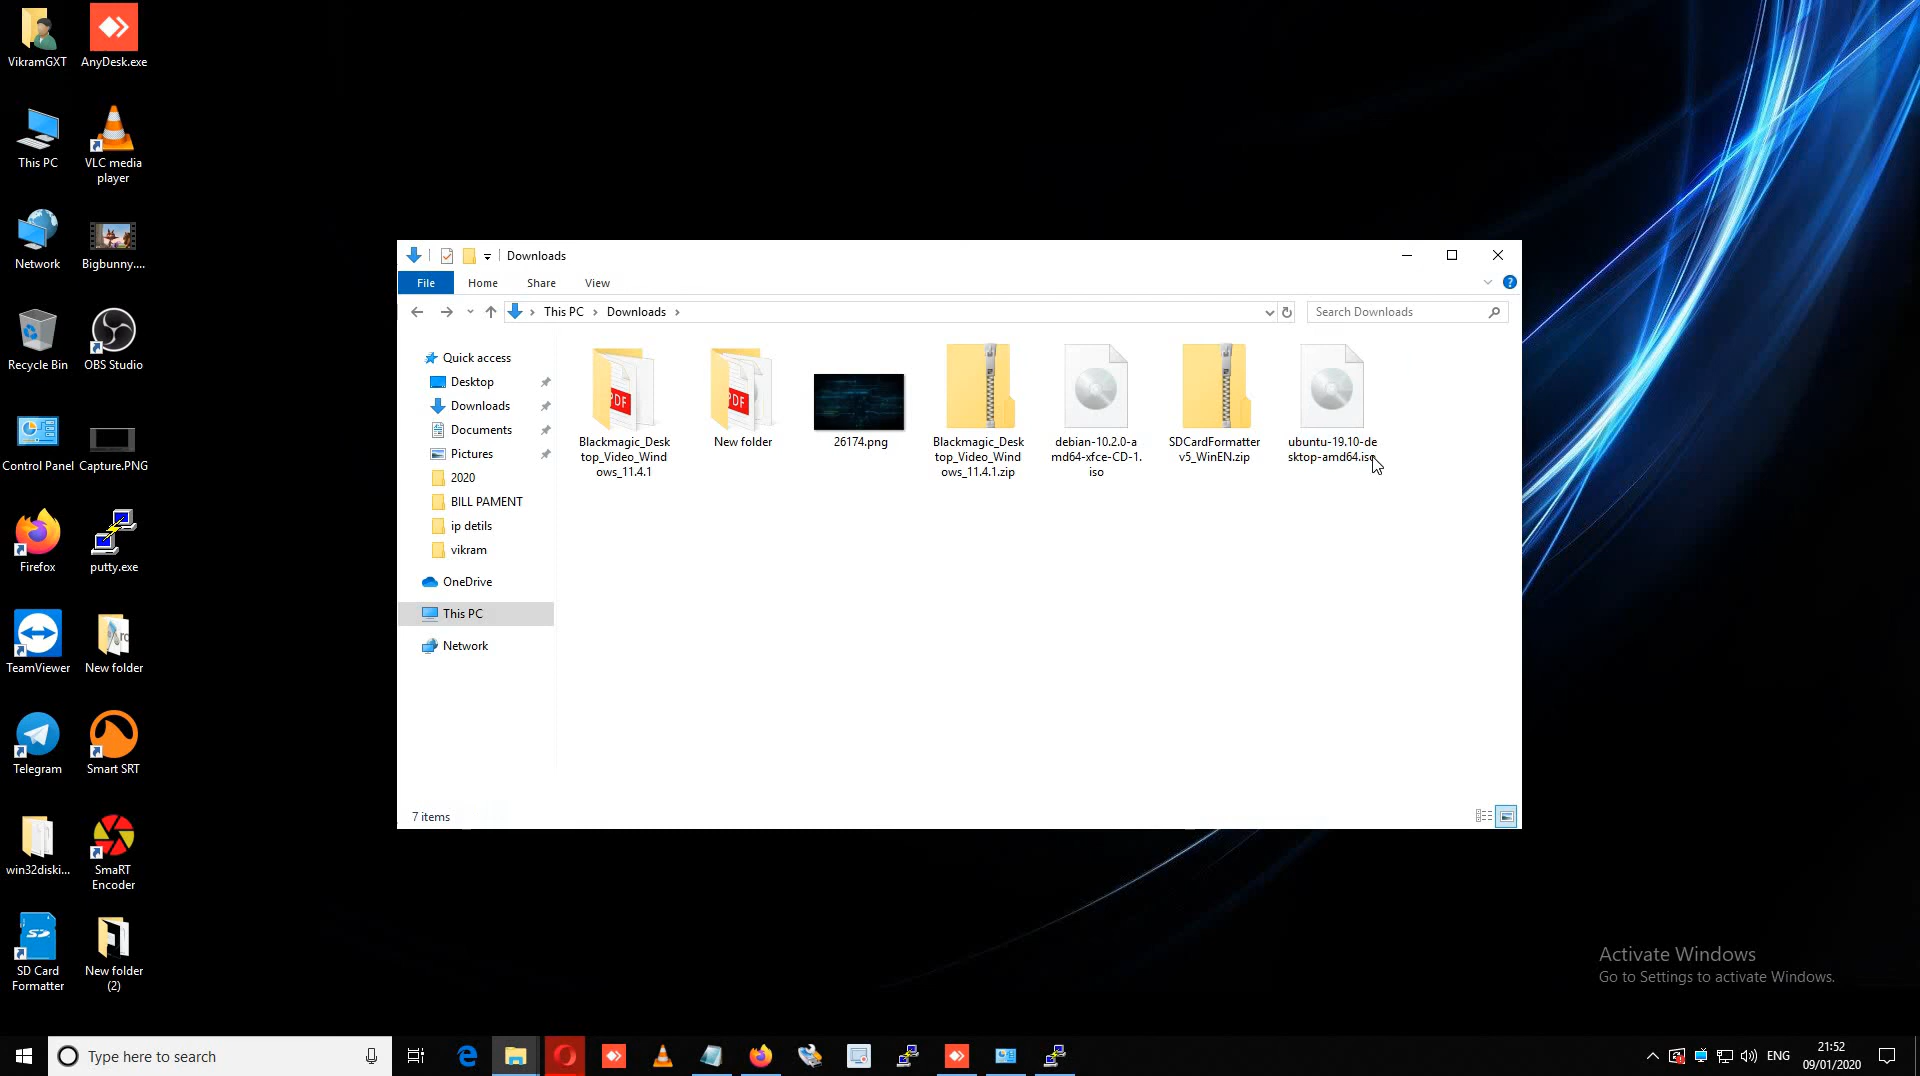 VikramGXT
AnyDesk.exe
This PC
VLC media
player
Network
Bigbunny....
Recycle Bin
OBS Studio
Control Panel
Capture.PNG
Firefox
putty.exe
TeamViewer
New folder
Telegram
Smart SRT
win32diski...
SmaRT
Encoder
SD Card
Formatter
New folder
(2)
Downloads
File
Home
Share
View
This PC
Downloads
Search Downloads
Quick access
Desktop
Downloads
Documents
Pictures
2020
BILL PAMENT
ip detils
vikram
OneDrive
This PC
Network
Blackmagic_Desk
top_Video_Wind
ows_11.4.1
New folder
26174.png
Blackmagic_Desk
top_Video_Wind
ows_11.4.1.zip
debian-10.2.0-a
md64-xfce-CD-1.
iso
SDCardFormatter
v5_WinEN.zip
ubuntu-19.10-de
sktop-amd64.iso
7 items
Activate Windows
Go to Settings to activate Windows.
Type here to search
ENG
21:52
09/01/2020